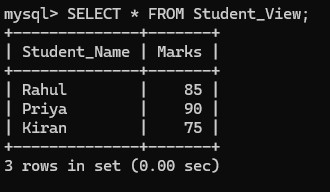 mysql> SELECT * FROM Student_View;
+--------------+-------+
| Student_Name | Marks |
+--------------+-------+
| Rahul        |    85 |
| Priya        |    90 |
| Kiran        |    75 |
+--------------+-------+
3 rows in set (0.00 sec)